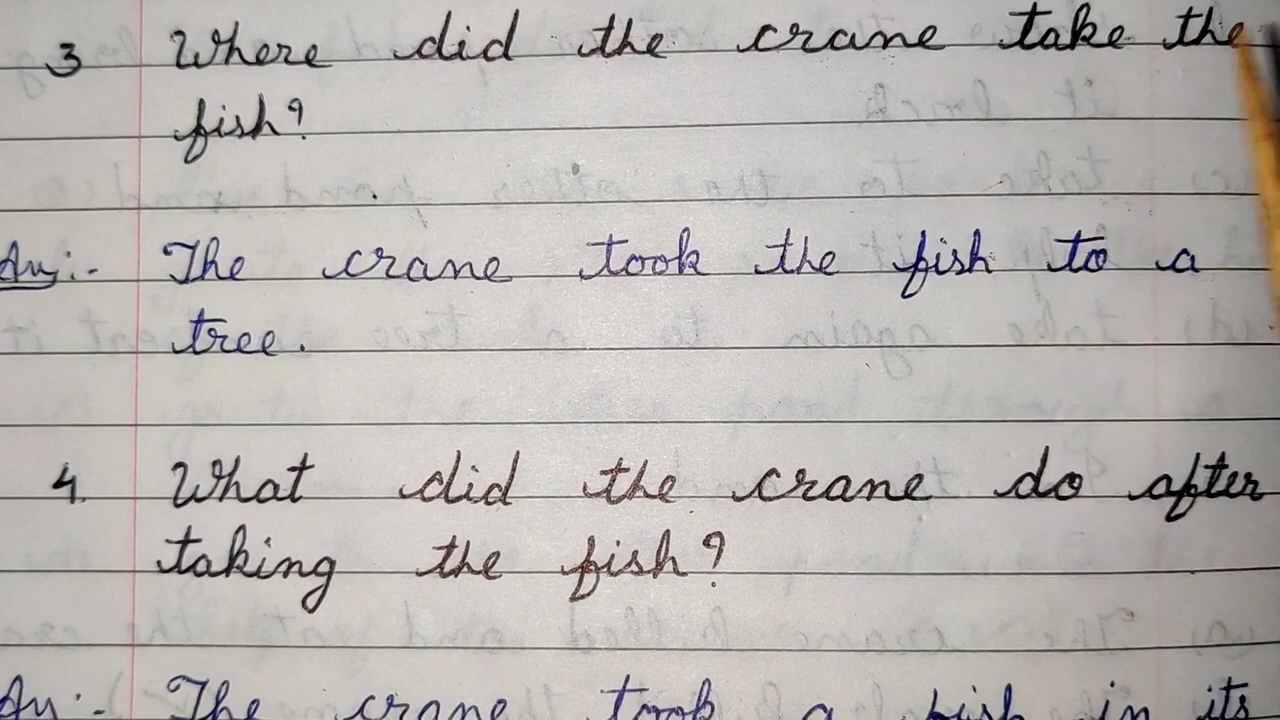 3 Where did the crane take the
fish?
Ans:- The crane took the fish to a
tree.
4. What did the crane do after
taking the fish?
An:- The crane took a fish in its